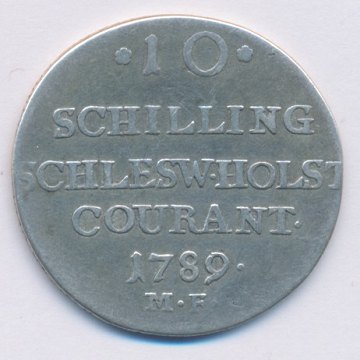 *10*
SCHILLING
SCHLESW·HOLST
COURANT·
1789·
M·F